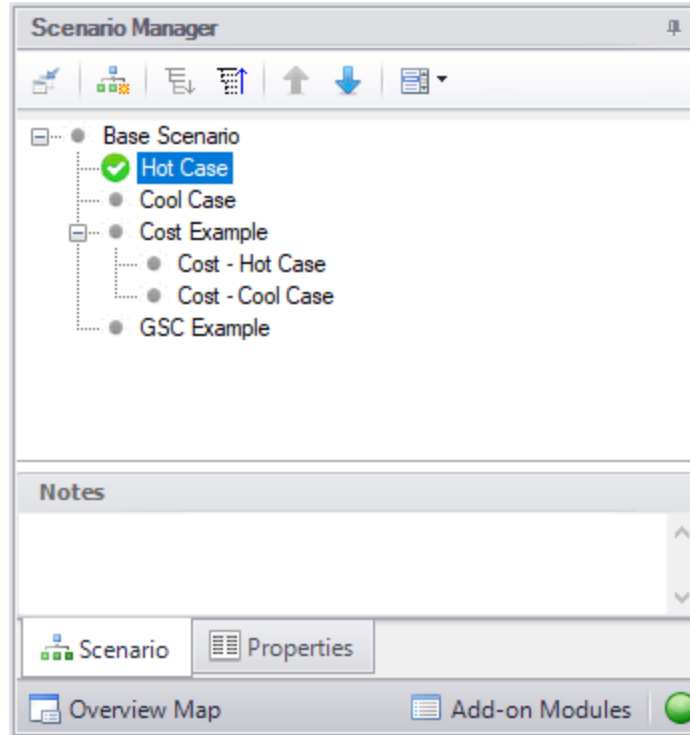 Scenario Manager
Base Scenario
Hot Case
Cool Case
Cost Example
Cost - Hot Case
Cost - Cool Case
GSC Example
Notes
Scenario Properties
Overview Map Add-on Modules